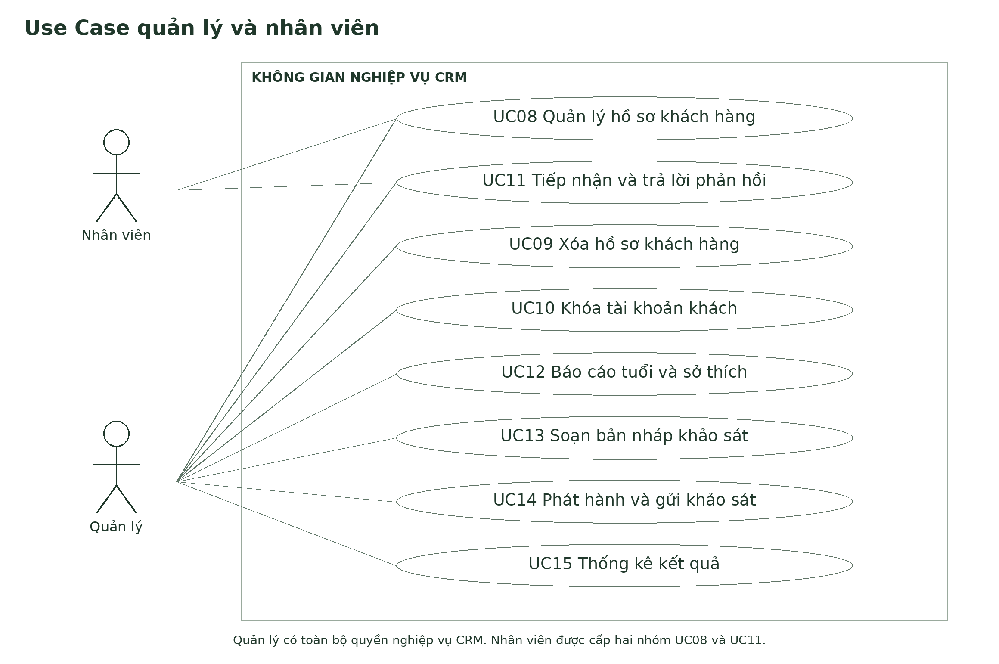 Use Case quản lý và nhân viên
KHÔNG GIAN NGHIỆP VỤ CRM
UC08 Quản lý hồ sơ khách hàng
UC11 Tiếp nhận và trả lời phản hồi
Nhân viên
UC09 Xóa hồ sơ khách hàng
UC10 Khóa tài khoản khách
UC12 Báo cáo tuổi và sở thích
UC13 Soạn bản nháp khảo sát
UC14 Phát hành và gửi khảo sát
Quản lý
UC15 Thống kê kết quả
Quản lý có toàn bộ quyền nghiệp vụ CRM. Nhân viên được cấp hai nhóm UC08 và UC11.